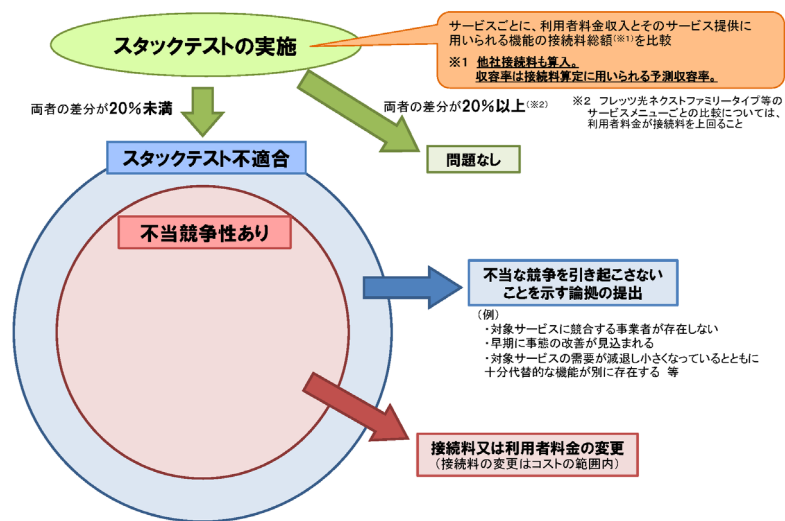 スタックテストの実施
サービスごとに、利用者料金収入とそのサービス提供に
用いられる機能の接続料総額(※1)を比較
※1 他社接続料も算入。
収容率は接続料算定に用いられる予測収容率。
両者の差分が20%未満
両者の差分が20%以上(※2)
※2 フレッツ光ネクストファミリータイプ等の
サービスメニューごとの比較については、
利用者料金が接続料を上回ること
スタックテスト不適合
問題なし
不当競争性あり
不当な競争を引き起こさない
ことを示す論拠の提出
(例)
・対象サービスに競合する事業者が存在しない
・早期に事態の改善が見込まれる
・対象サービスの需要が減退し小さくなっているとともに
十分代替的な機能が別に存在する 等
接続料又は利用者料金の変更
(接続料の変更はコストの範囲内)